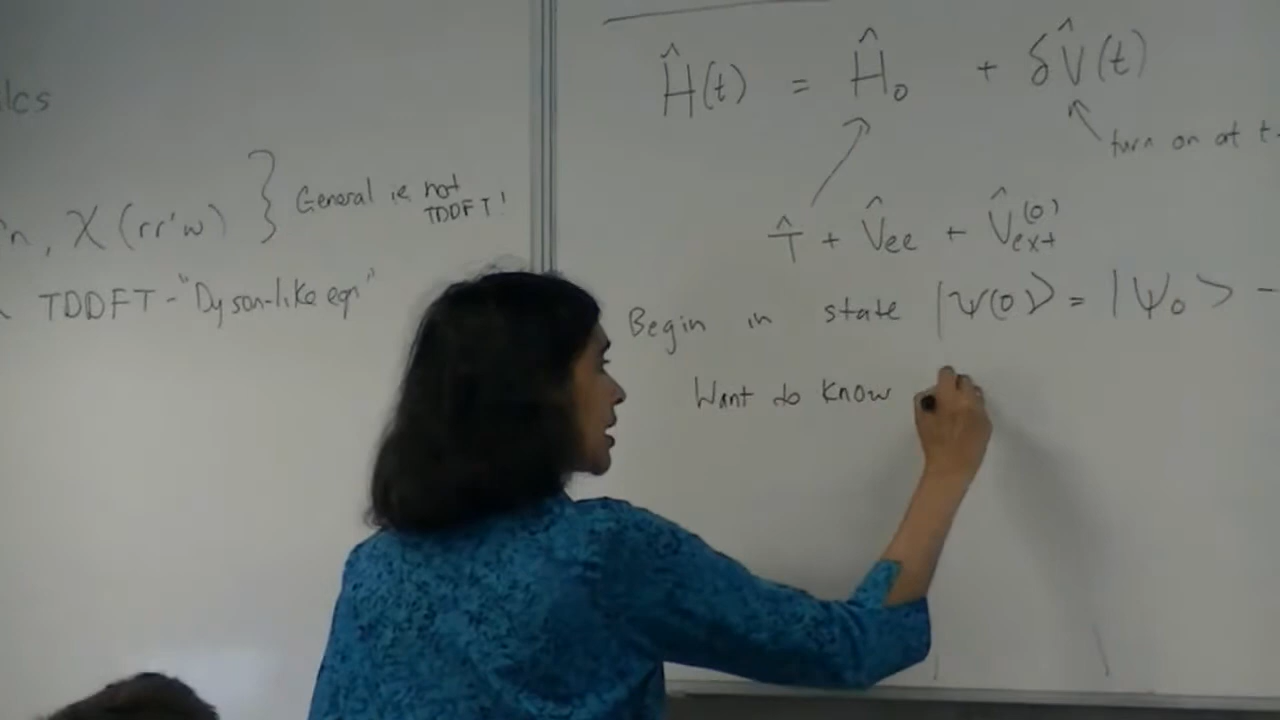 lcs
n, χ(rr'ω) } General ie not
TDDFT!
TDDFT - "Dyson-like eqn"
Ĥ(t) = Ĥ₀ + δV̂(t)
turn on at t
T̂ + V̂ee + V̂ext^(0)
Begin in state |Ψ(0)> = |Ψ₀> -
Want to know